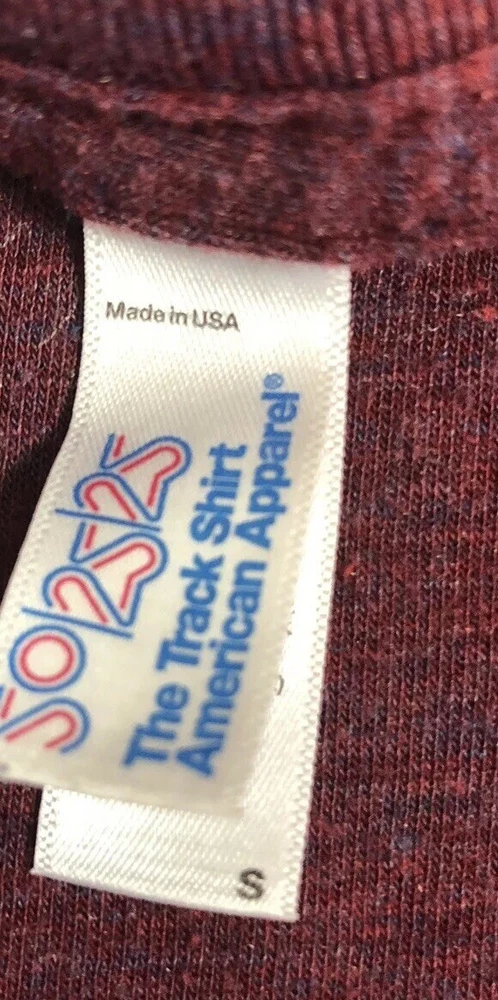 Made in USA
50/25/25
The Track Shirt
American Apparel®
S